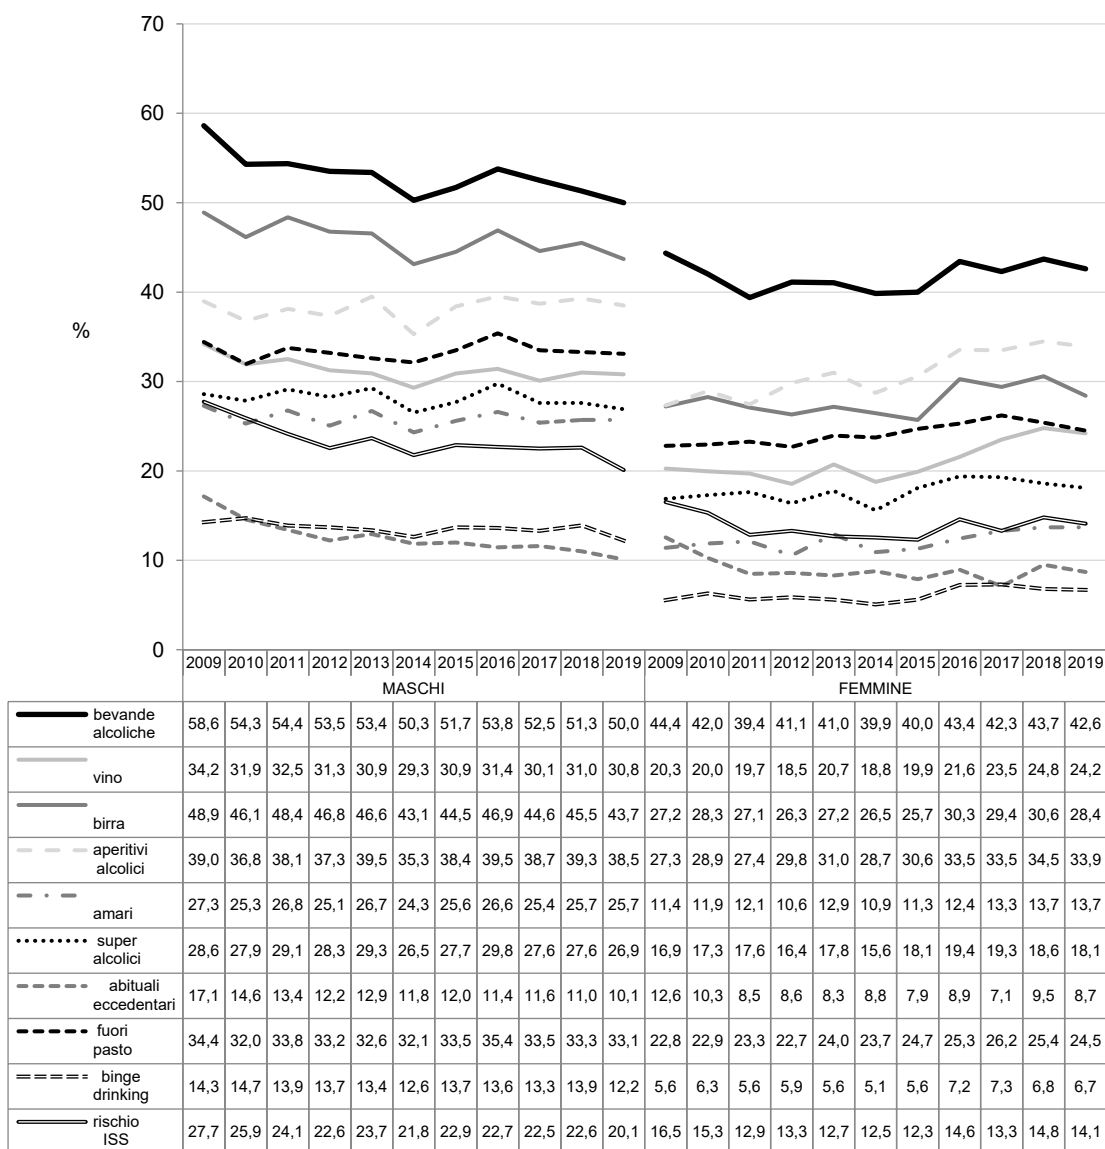 70
60
50
40
%
30
20
10
0
2009 2010 2011 2012 2013 2014 2015 2016 2017 2018 2019 2009 2010 2011 2012 2013 2014 2015 2016 2017 2018 2019
MASCHI FEMMINE
bevande
alcoliche
58,6 54,3 54,4 53,5 53,4 50,3 51,7 53,8 52,5 51,3 50,0 44,4 42,0 39,4 41,1 41,0 39,9 40,0 43,4 42,3 43,7 42,6
vino
34,2 31,9 32,5 31,3 30,9 29,3 30,9 31,4 30,1 31,0 30,8 20,3 20,0 19,7 18,5 20,7 18,8 19,9 21,6 23,5 24,8 24,2
birra
48,9 46,1 48,4 46,8 46,6 43,1 44,5 46,9 44,6 45,5 43,7 27,2 28,3 27,1 26,3 27,2 26,5 25,7 30,3 29,4 30,6 28,4
aperitivi
alcolici
39,0 36,8 38,1 37,3 39,5 35,3 38,4 39,5 38,7 39,3 38,5 27,3 28,9 27,4 29,8 31,0 28,7 30,6 33,5 33,5 34,5 33,9
amari
27,3 25,3 26,8 25,1 26,7 24,3 25,6 26,6 25,4 25,7 25,7 11,4 11,9 12,1 10,6 12,9 10,9 11,3 12,4 13,3 13,7 13,7
super
alcolici
28,6 27,9 29,1 28,3 29,3 26,5 27,7 29,8 27,6 27,6 26,9 16,9 17,3 17,6 16,4 17,8 15,6 18,1 19,4 19,3 18,6 18,1
abituali
eccedentari
17,1 14,6 13,4 12,2 12,9 11,8 12,0 11,4 11,6 11,0 10,1 12,6 10,3 8,5 8,6 8,3 8,8 7,9 8,9 7,1 9,5 8,7
fuori
pasto
34,4 32,0 33,8 33,2 32,6 32,1 33,5 35,4 33,5 33,3 33,1 22,8 22,9 23,3 22,7 24,0 23,7 24,7 25,3 26,2 25,4 24,5
binge
drinking
14,3 14,7 13,9 13,7 13,4 12,6 13,7 13,6 13,3 13,9 12,2 5,6 6,3 5,6 5,9 5,6 5,1 5,6 7,2 7,3 6,8 6,7
rischio
ISS
27,7 25,9 24,1 22,6 23,7 21,8 22,9 22,7 22,5 22,6 20,1 16,5 15,3 12,9 13,3 12,7 12,5 12,3 14,6 13,3 14,8 14,1